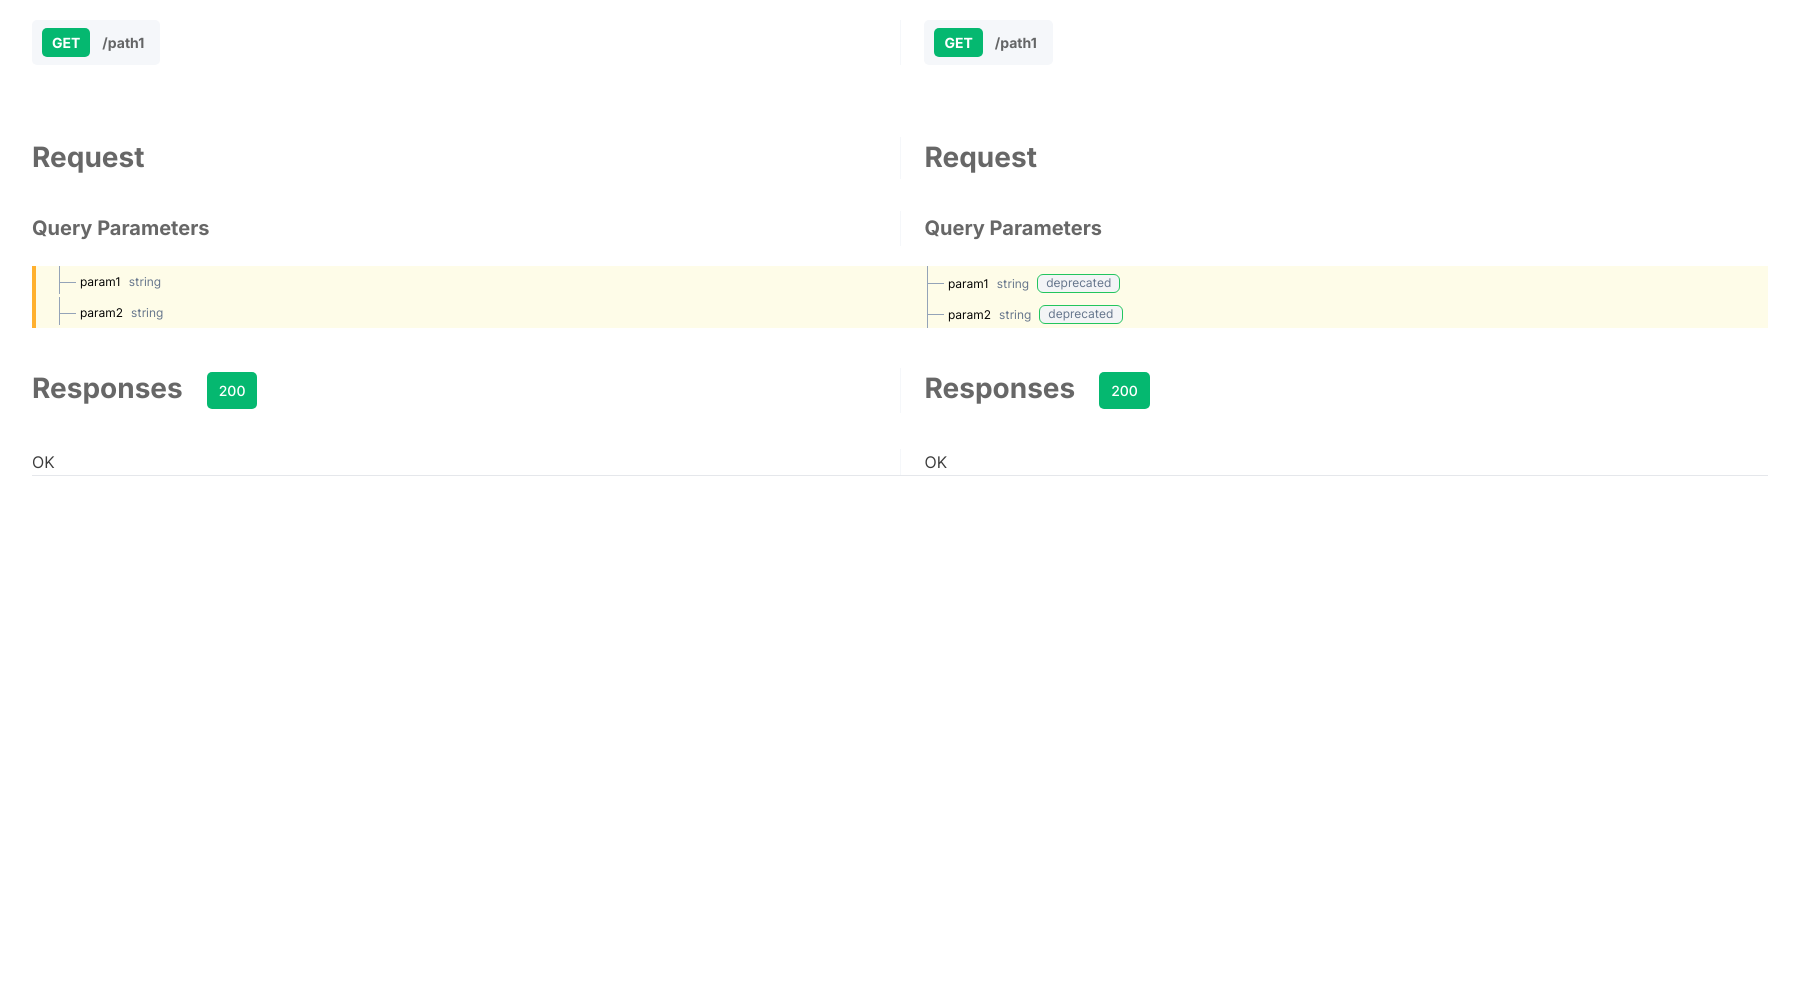 GET /path1
GET /path1
Request
Request
Query Parameters
Query Parameters
param1 string
param1 string deprecated
param2 string
param2 string deprecated
Responses 200
Responses 200
OK
OK